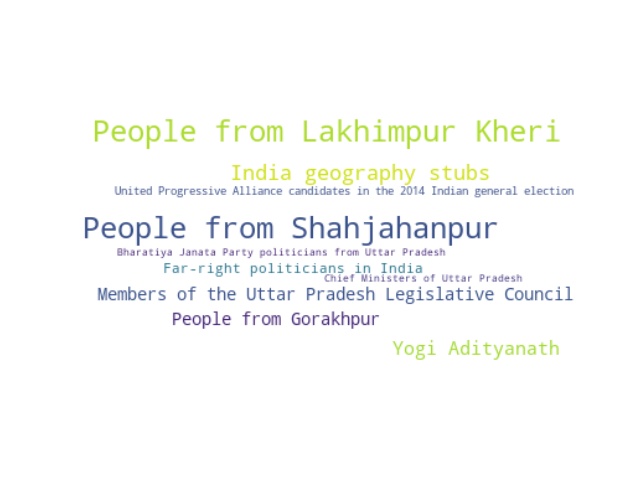 People from Lakhimpur Kheri
India geography stubs
United Progressive Alliance candidates in the 2014 Indian general election
People from Shahjahanpur
Bharatiya Janata Party politicians from Uttar Pradesh
Far-right politicians in India
Chief Ministers of Uttar Pradesh
Members of the Uttar Pradesh Legislative Council
People from Gorakhpur
Yogi Adityanath